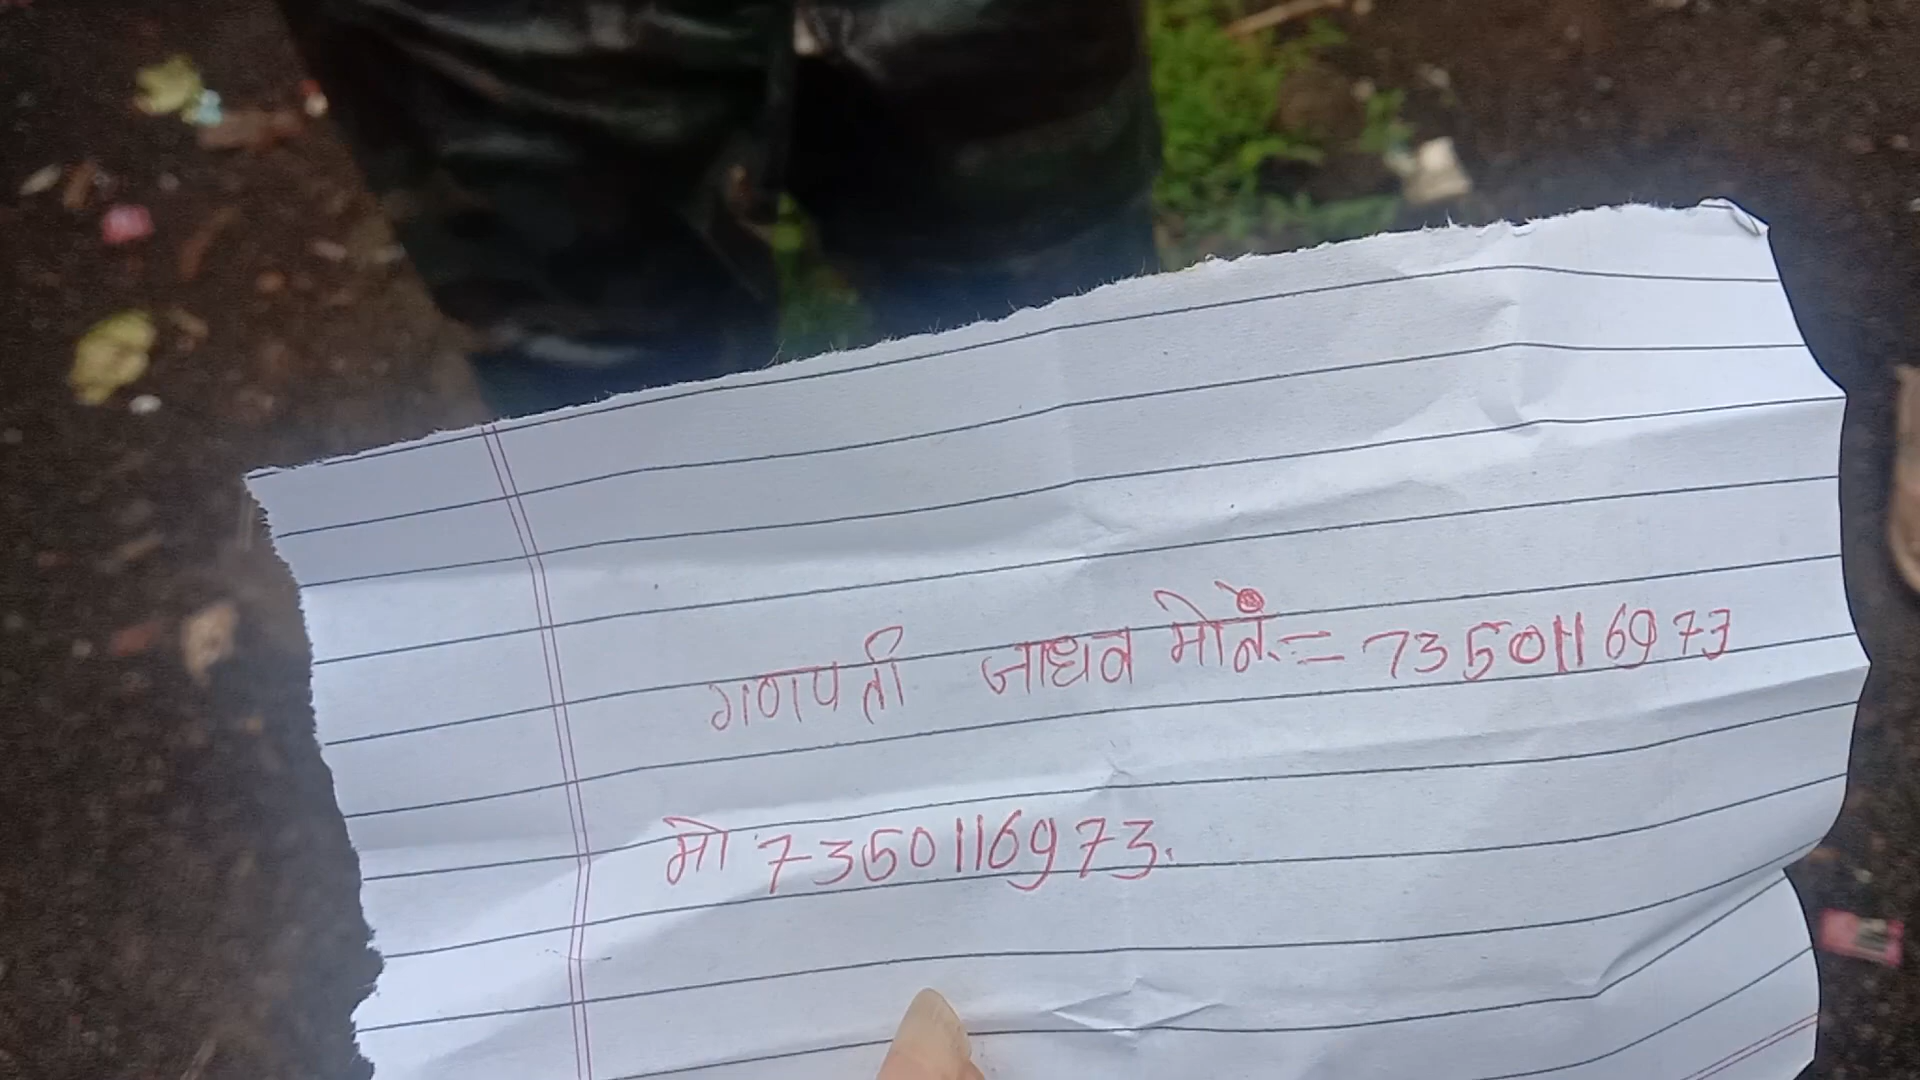 गणपती जाधव मो नं. = 7350116973
मो 7350116973.